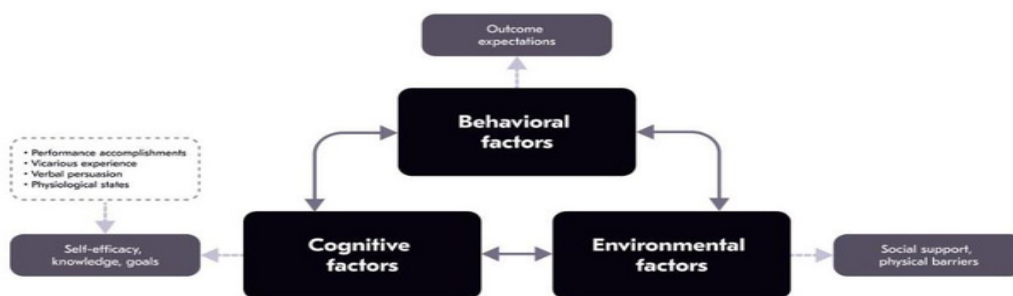 Outcome
expectations
Behavioral
factors
• Performance accomplishments
• Vicarious experience
• Verbal persuasion
• Physiological states
Self-efficacy,
knowledge, goals
Cognitive
factors
Environmental
factors
Social support,
physical barriers